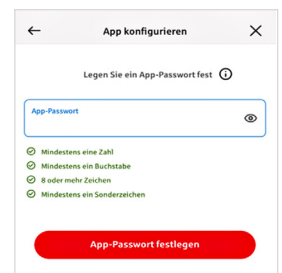 App konfigurieren
Legen Sie ein App-Passwort fest
App-Passwort
Mindestens eine Zahl
Mindestens ein Buchstabe
8 oder mehr Zeichen
Mindestens ein Sonderzeichen
App-Passwort festlegen